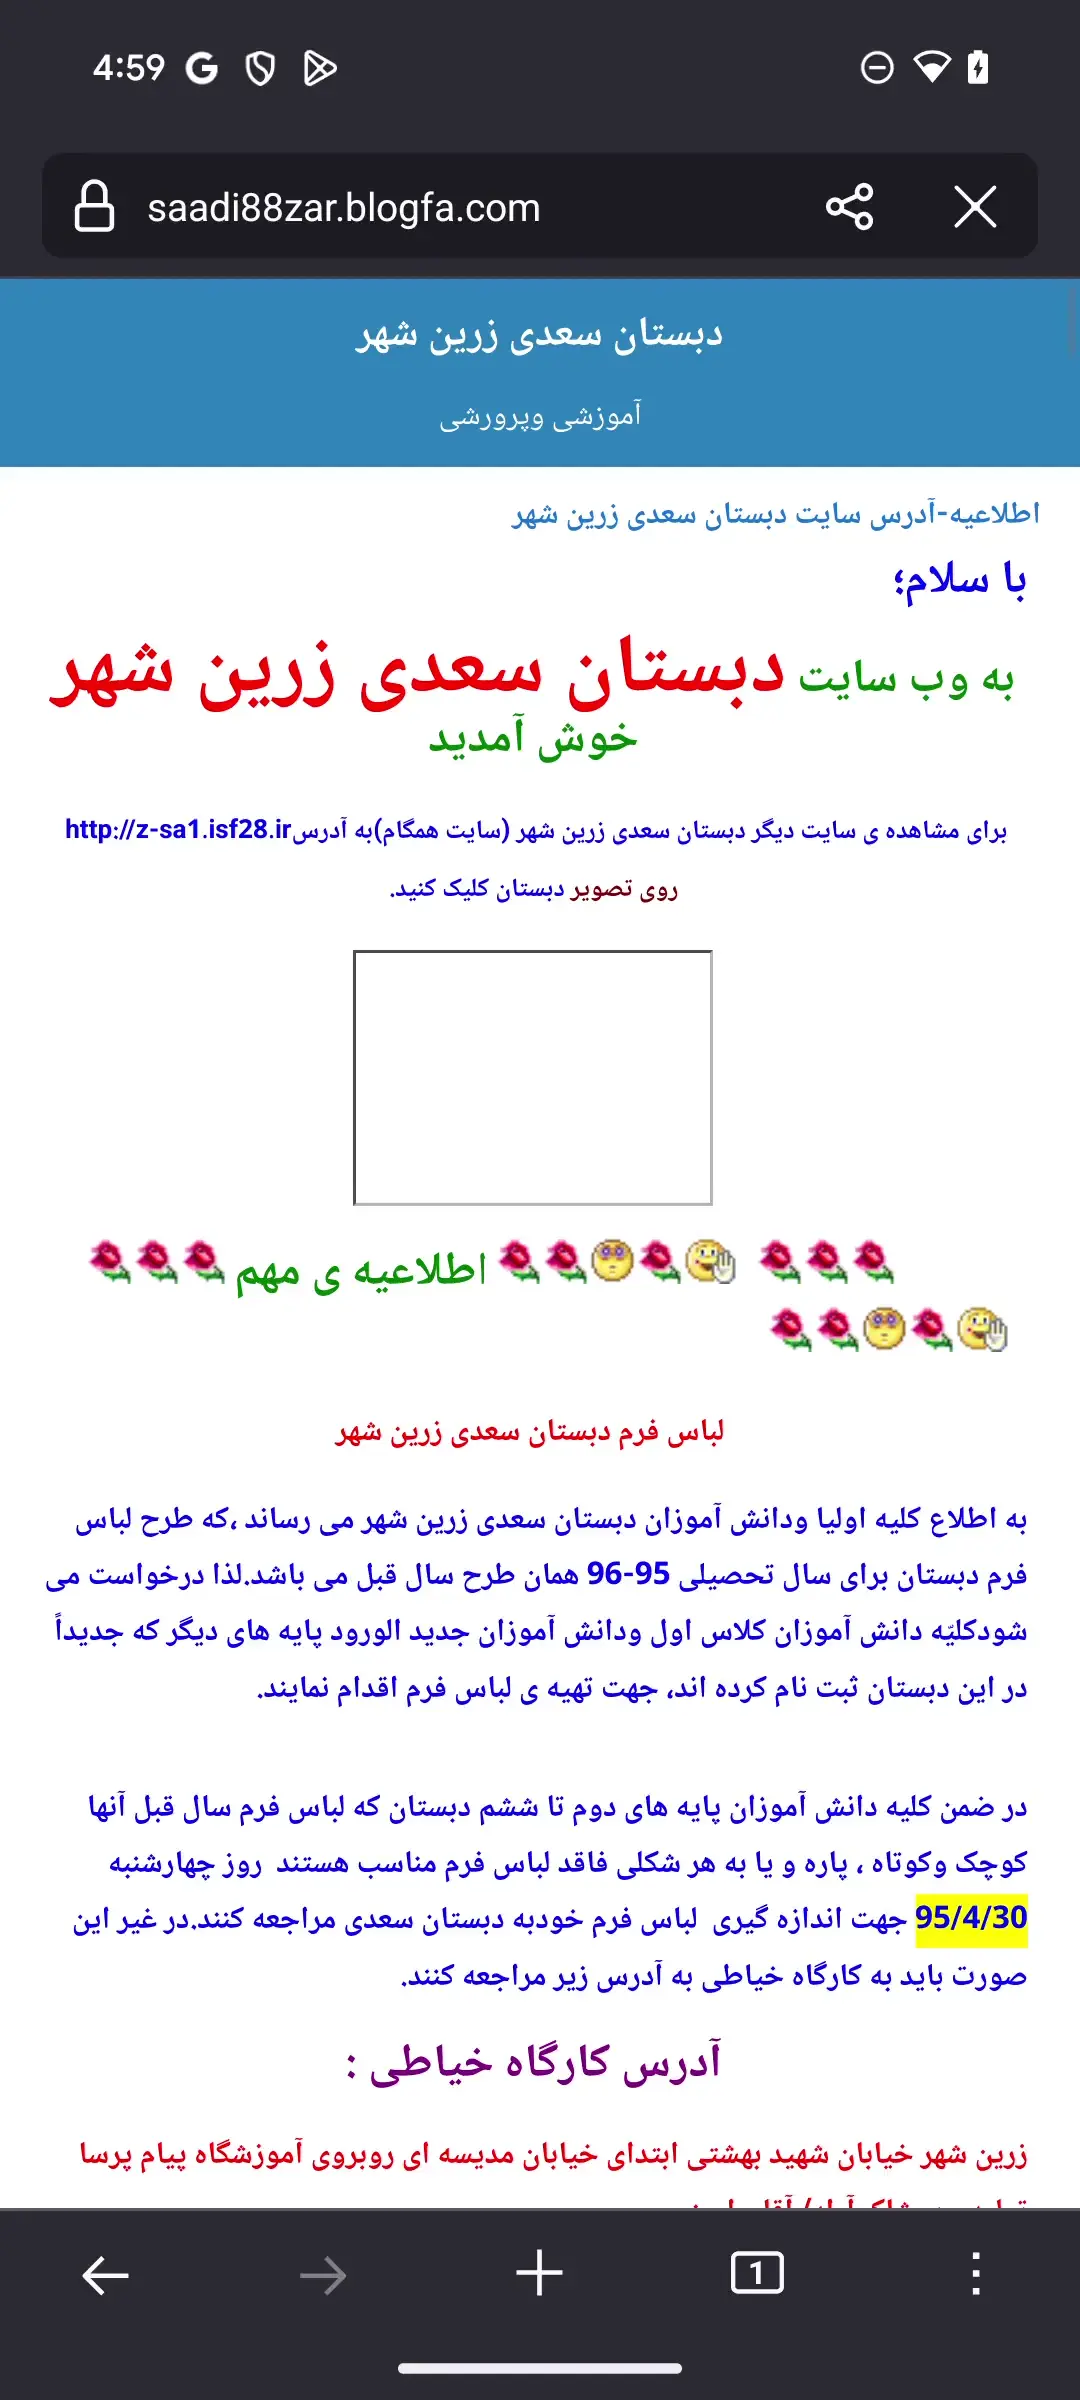 4:59
saadi88zar.blogfa.com
دبستان سعدی زرین شهر
آموزشی وپرورشی
اطلاعیه-آدرس سایت دبستان سعدی زرین شهر
با سلام؛
به وب سایت دبستان سعدی زرین شهر
خوش آمدید
برای مشاهده ی سایت دیگر دبستان سعدی زرین شهر (سایت همگام)به آدرسhttp://z-sa1.isf28.ir
روی تصویر دبستان کلیک کنید.
اطلاعیه ی مهم
لباس فرم دبستان سعدی زرین شهر
به اطلاع کلیه اولیا ودانش آموزان دبستان سعدی زرین شهر می رساند ،که طرح لباس
فرم دبستان برای سال تحصیلی 95-96 همان طرح سال قبل می باشد.لذا درخواست می
شودکلیّه دانش آموزان کلاس اول ودانش آموزان جدید الورود پایه های دیگر که جدیداً
در این دبستان ثبت نام کرده اند، جهت تهیه ی لباس فرم اقدام نمایند.
در ضمن کلیه دانش آموزان پایه های دوم تا ششم دبستان که لباس فرم سال قبل آنها
کوچک وکوتاه ، پاره و یا به هر شکلی فاقد لباس فرم مناسب هستند روز چهارشنبه
95/4/30 جهت اندازه گیری لباس فرم خودبه دبستان سعدی مراجعه کنند.در غیر این
صورت باید به کارگاه خیاطی به آدرس زیر مراجعه کنند.
آدرس کارگاه خیاطی :
زرین شهر خیابان شهید بهشتی ابتدای خیابان مدیسه ای روبروی آموزشگاه پیام پرسا
1